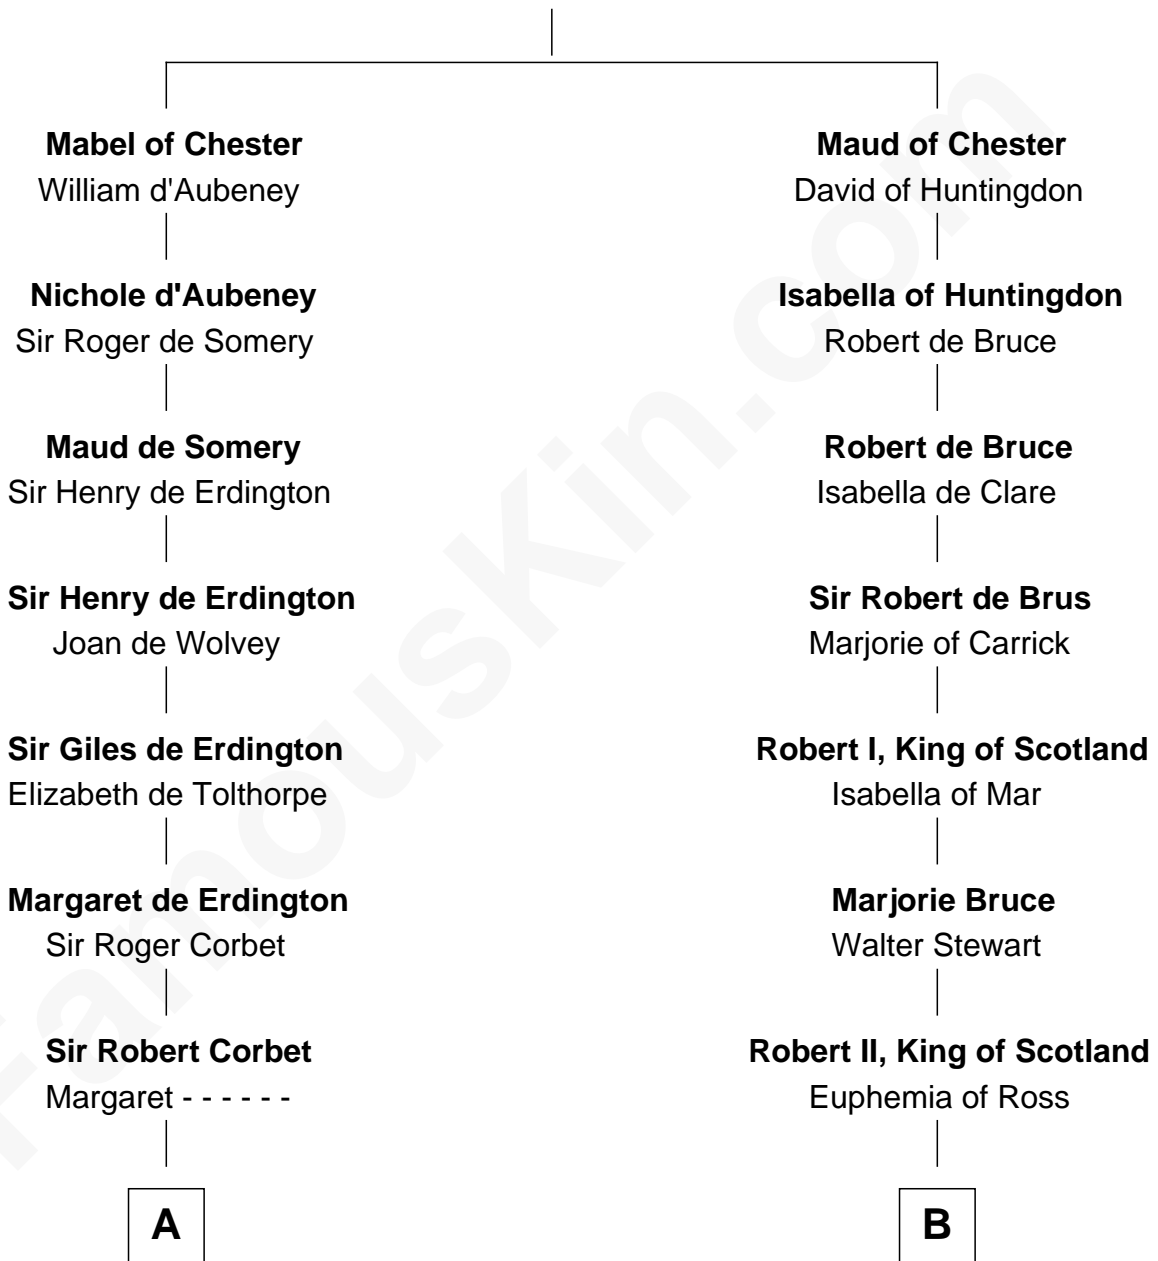 Mabel of Chester
William d'Aubeney
Nichole d'Aubeney
Sir Roger de Somery
Maud de Somery
Sir Henry de Erdington
Sir Henry de Erdington
Joan de Wolvey
Sir Giles de Erdington
Elizabeth de Tolthorpe
Margaret de Erdington
Sir Roger Corbet
Sir Robert Corbet
Margaret - - - - - -
A
Maud of Chester
David of Huntingdon
Isabella of Huntingdon
Robert de Bruce
Robert de Bruce
Isabella de Clare
Sir Robert de Brus
Marjorie of Carrick
Robert I, King of Scotland
Isabella of Mar
Marjorie Bruce
Walter Stewart
Robert II, King of Scotland
Euphemia of Ross
B
FamousKin.com